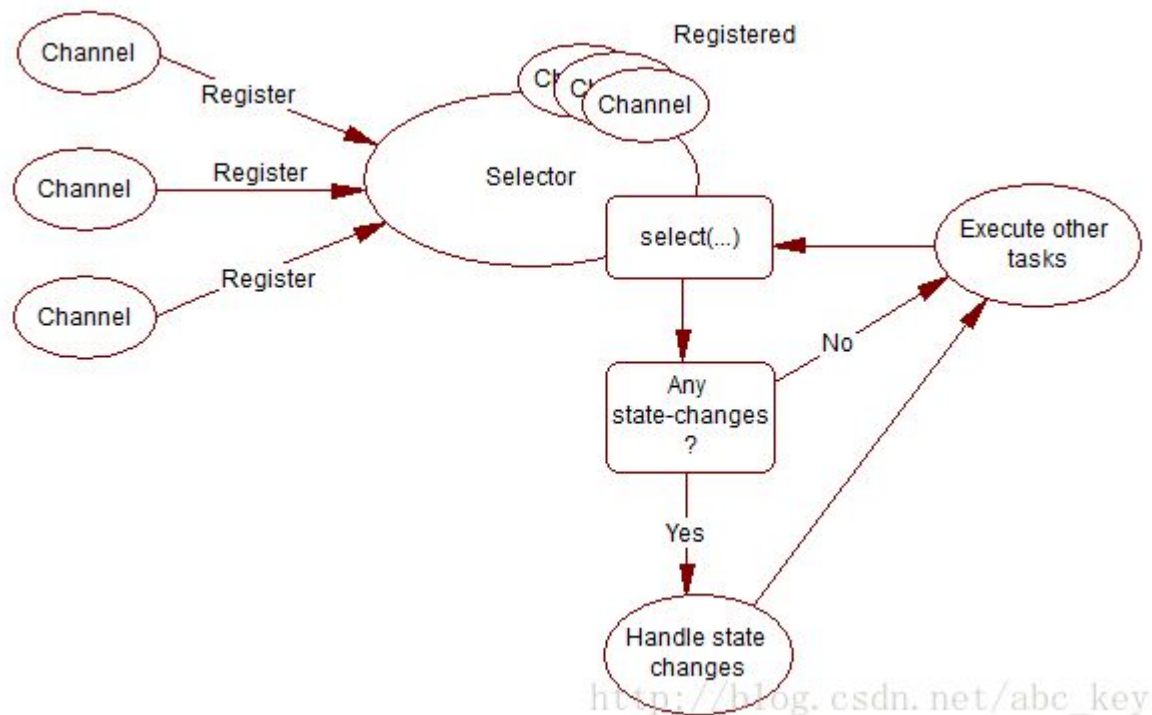 Channel
Register
Registered
Channel
Channel
Register
Selector
Channel
Register
select(...)
Execute other
tasks
Channel
No
Any
state-changes
?
Yes
Handle state
changes
http://blog.csdn.net/abc_key